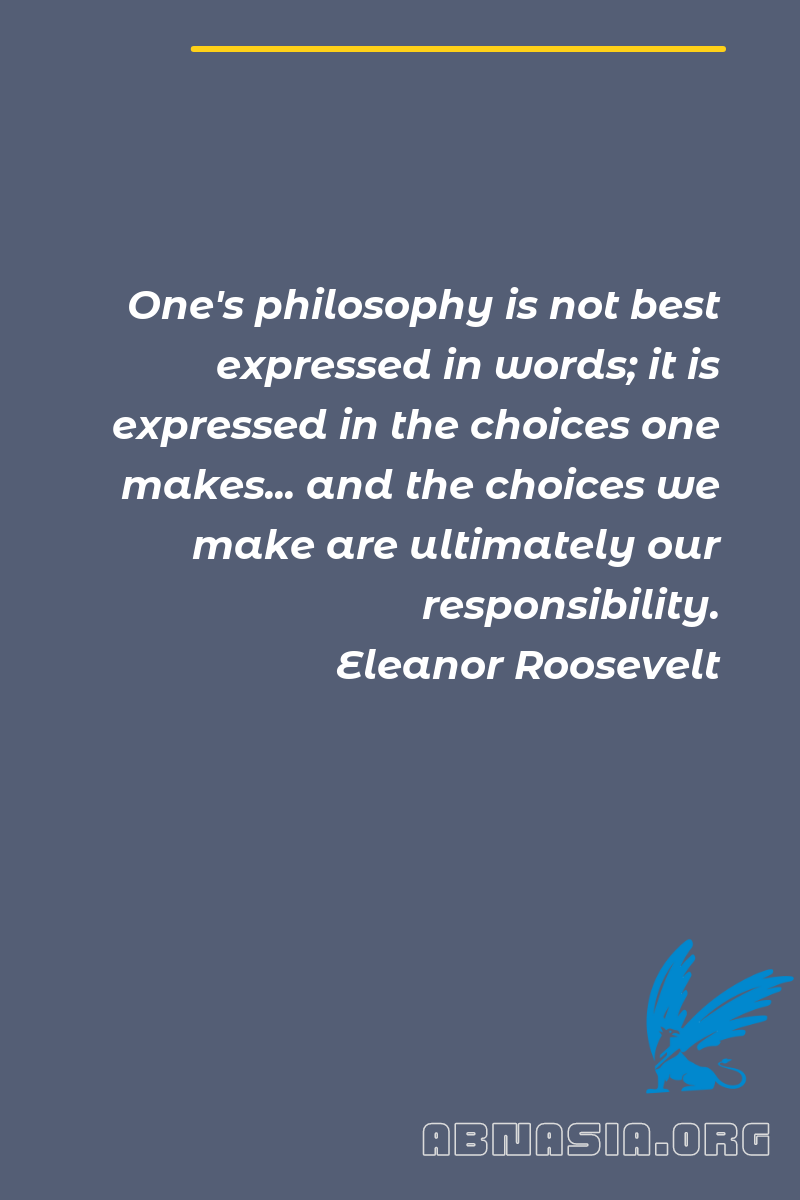 One's philosophy is not best
expressed in words; it is
expressed in the choices one
makes... and the choices we
make are ultimately our
responsibility.
Eleanor Roosevelt
ABNASIA.ORG